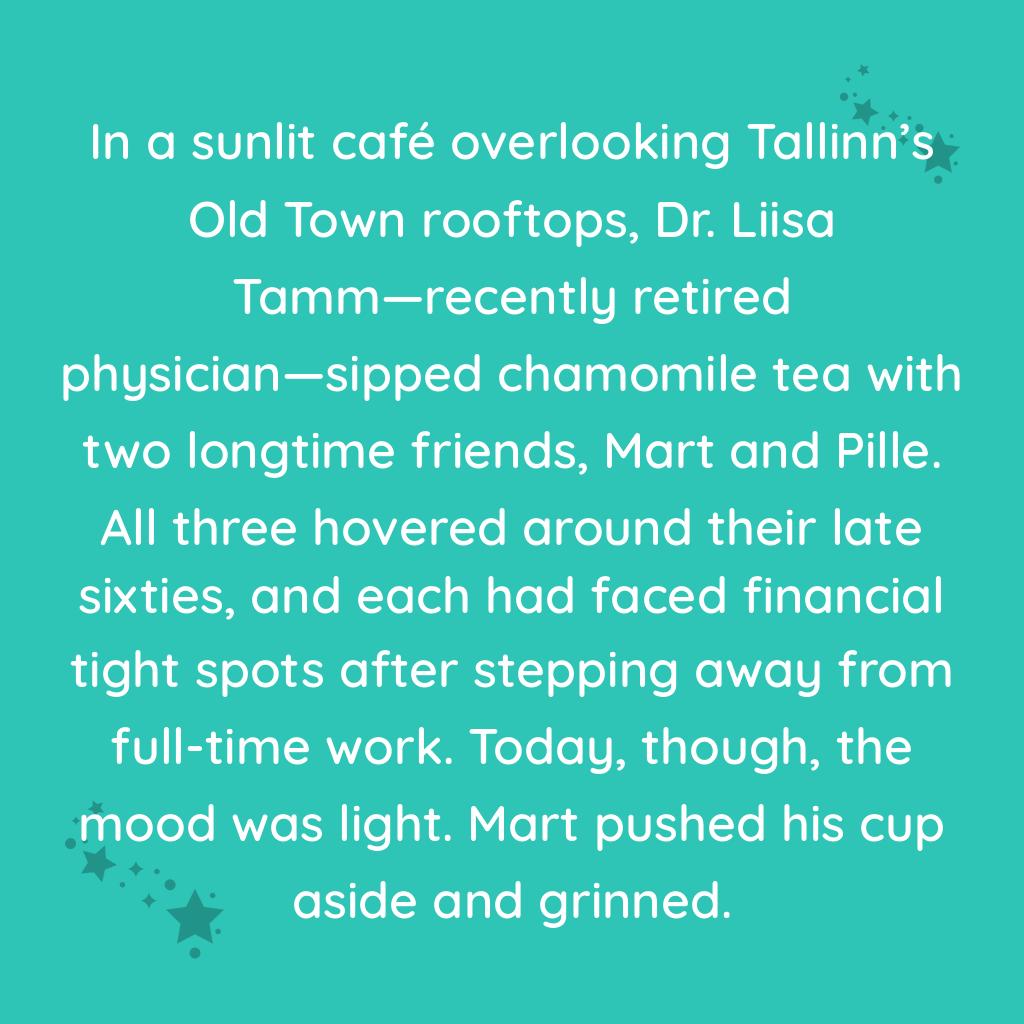 In a sunlit café overlooking Tallinn’s
Old Town rooftops, Dr. Liisa
Tamm—recently retired
physician—sipped chamomile tea with
two longtime friends, Mart and Pille.
All three hovered around their late
sixties, and each had faced financial
tight spots after stepping away from
full-time work. Today, though, the
mood was light. Mart pushed his cup
aside and grinned.